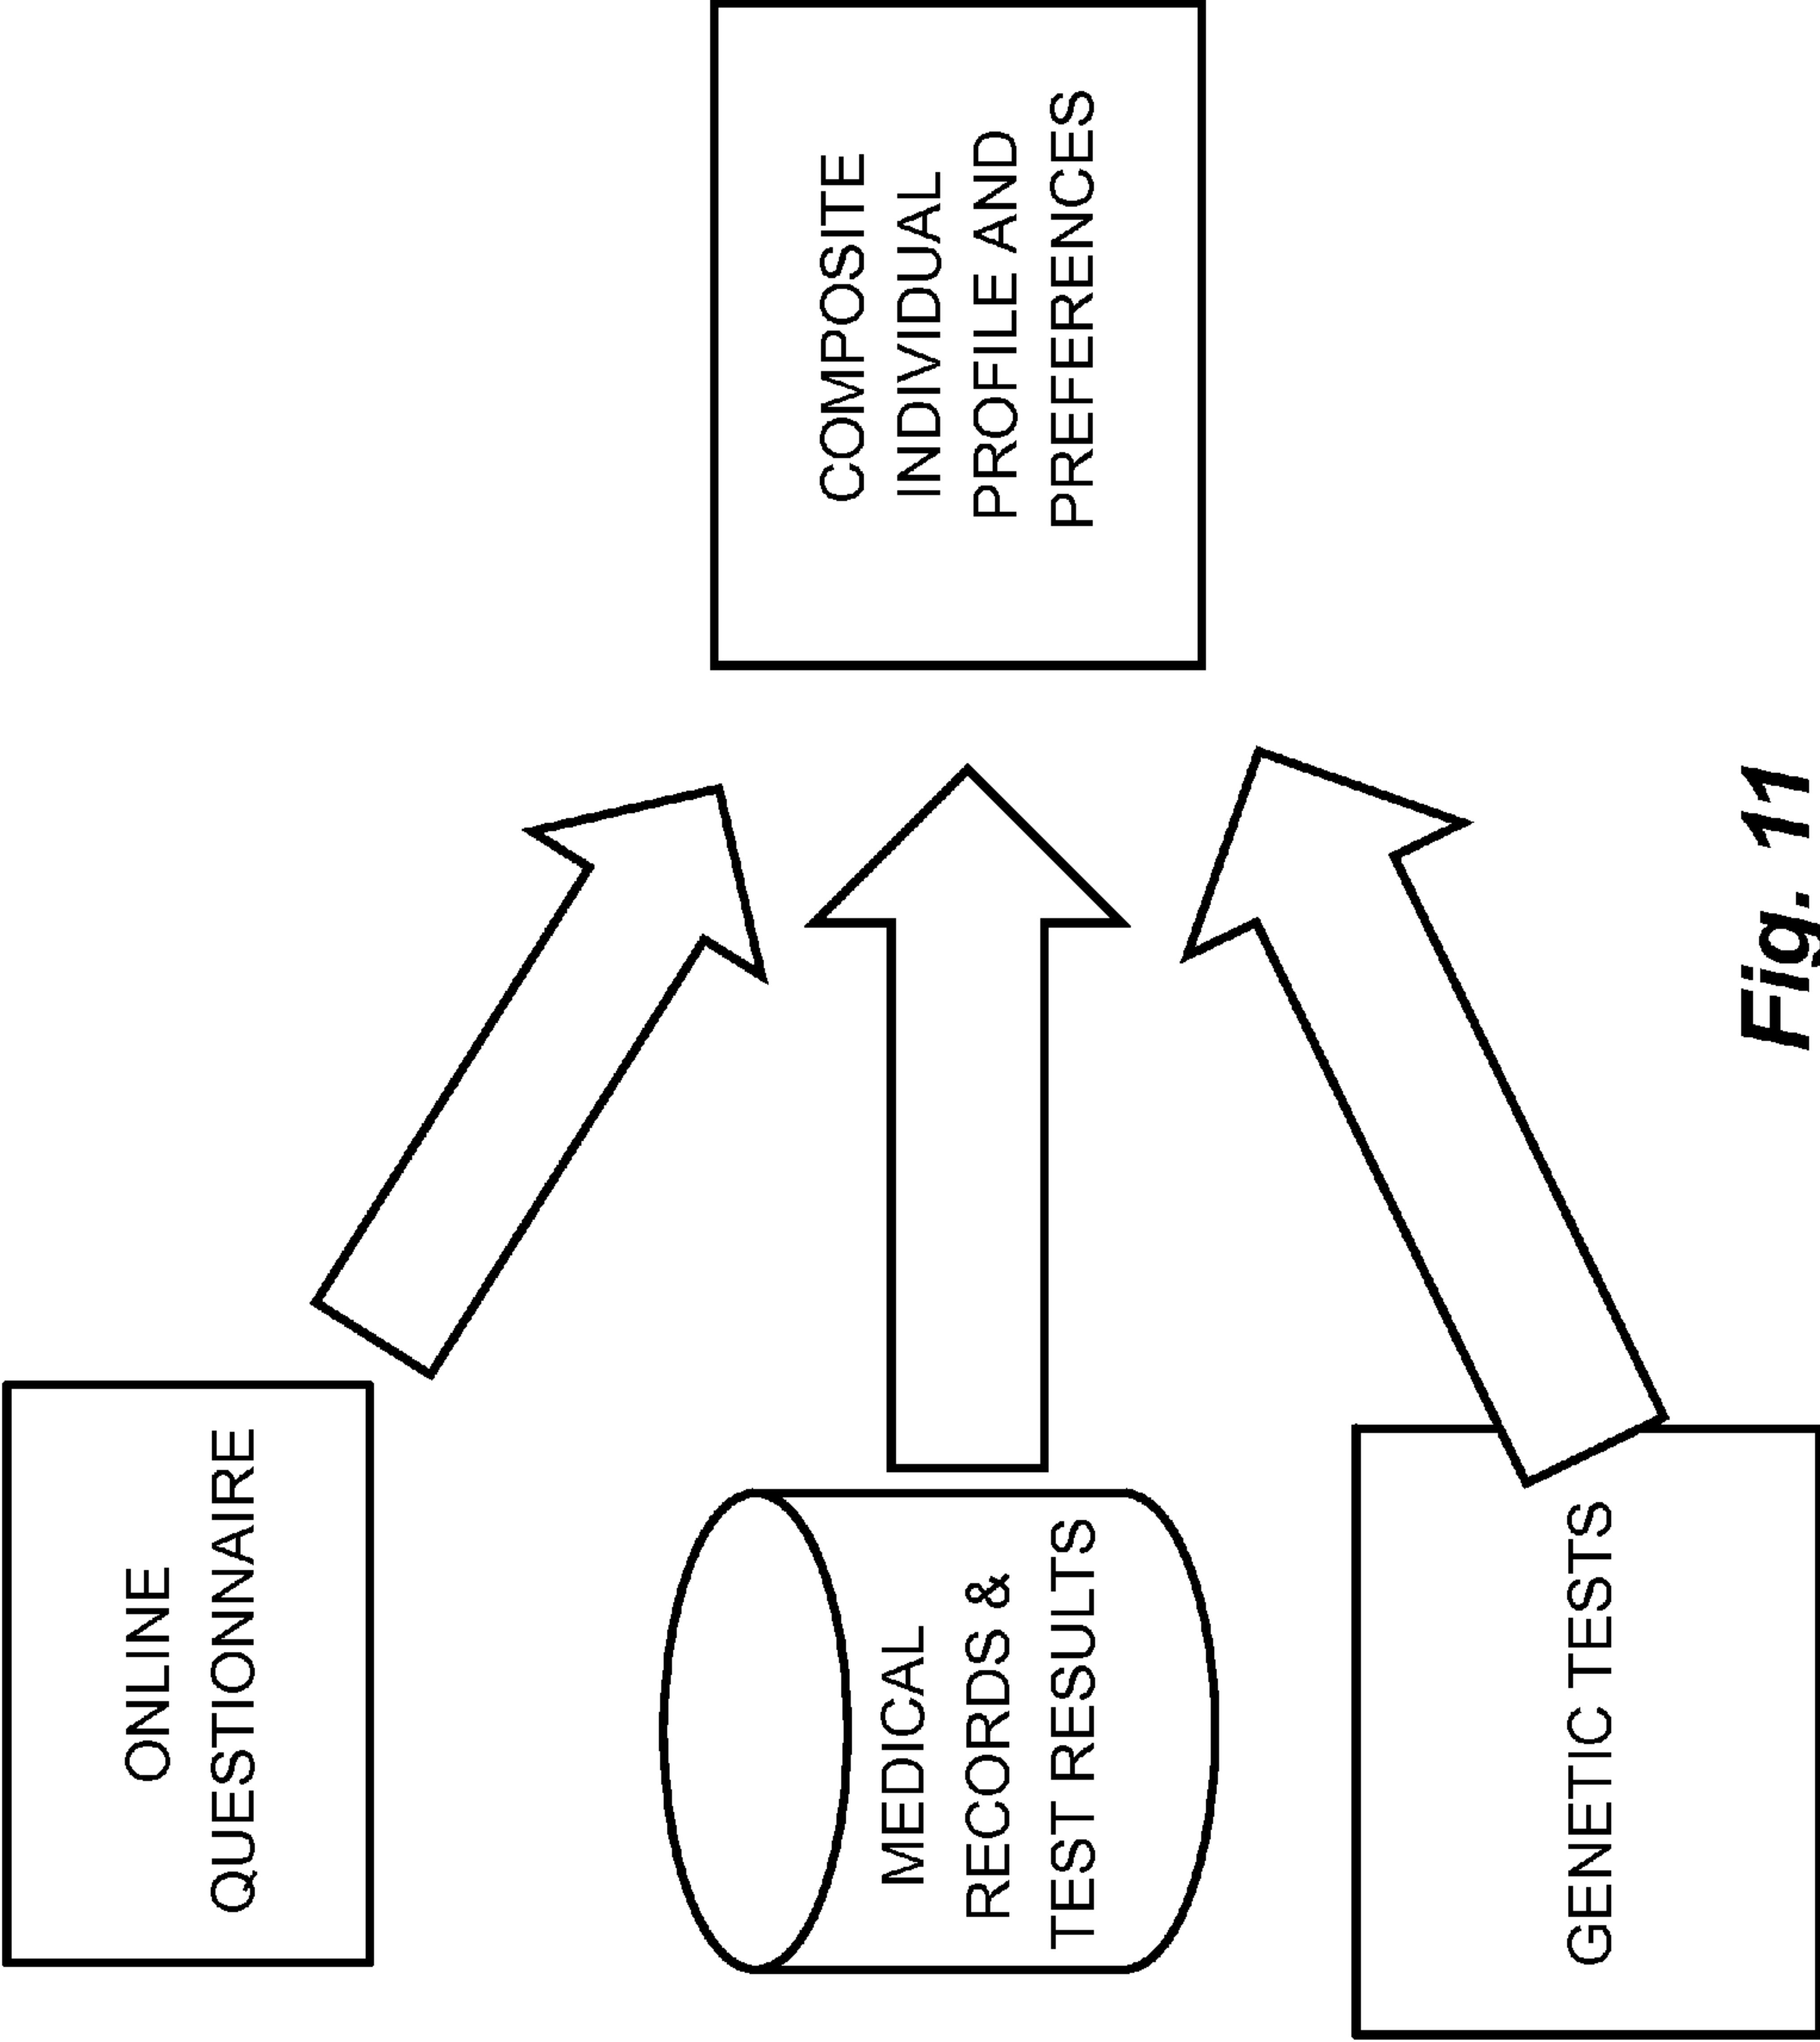 ONLINE
QUESTIONNAIRE
MEDICAL
RECORDS &
TEST RESULTS
GENETIC TESTS
COMPOSITE
INDIVIDUAL
PROFILE AND
PREFERENCES
Fig. 11